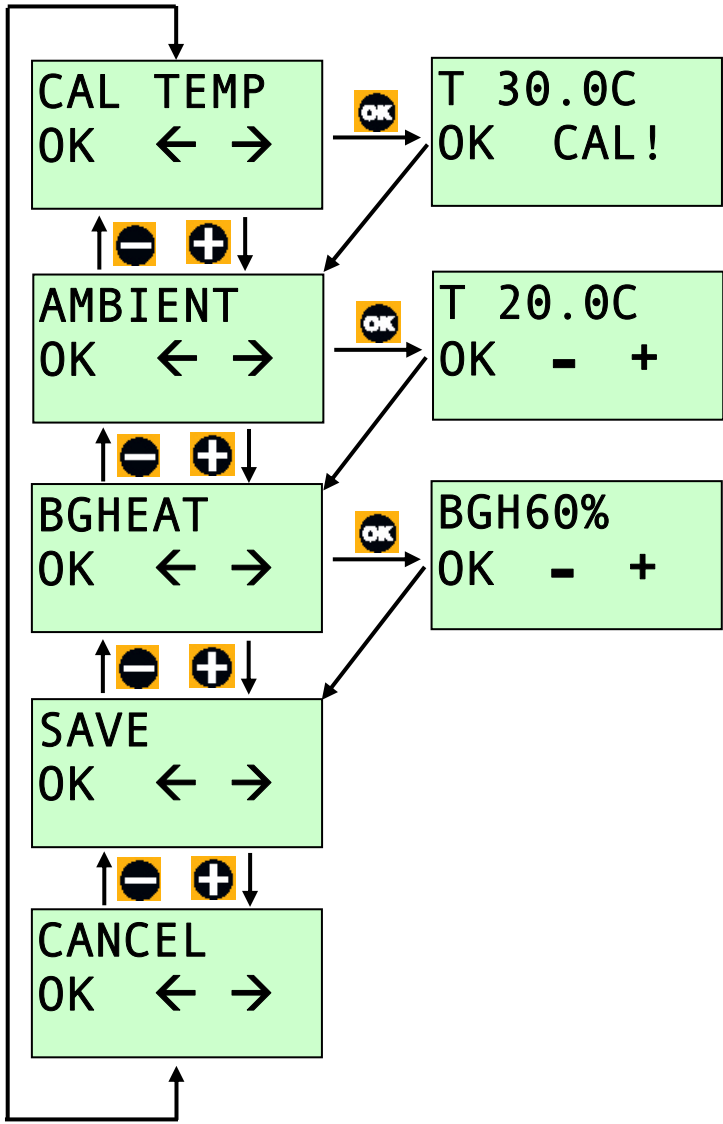 CAL TEMP
OK ← →
OK
T 30.0C
OK CAL!
− +
AMBIENT
OK ← →
OK
T 20.0C
OK - +
− +
BGHEAT
OK ← →
OK
BGH60%
OK - +
− +
SAVE
OK ← →
− +
CANCEL
OK ← →